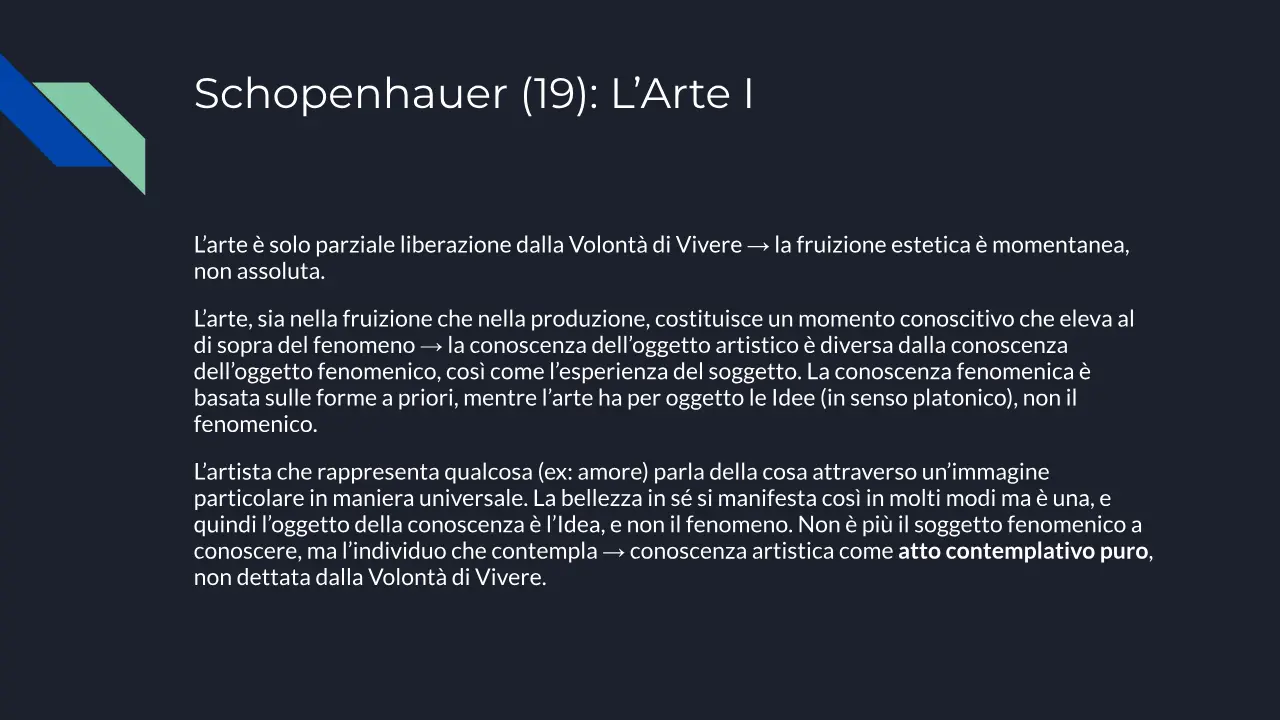 Schopenhauer (19): L’Arte I
L’arte è solo parziale liberazione dalla Volontà di Vivere → la fruizione estetica è momentanea,
non assoluta.
L’arte, sia nella fruizione che nella produzione, costituisce un momento conoscitivo che eleva al
di sopra del fenomeno → la conoscenza dell’oggetto artistico è diversa dalla conoscenza
dell’oggetto fenomenico, così come l’esperienza del soggetto. La conoscenza fenomenica è
basata sulle forme a priori, mentre l’arte ha per oggetto le Idee (in senso platonico), non il
fenomenico.
L’artista che rappresenta qualcosa (ex: amore) parla della cosa attraverso un’immagine
particolare in maniera universale. La bellezza in sé si manifesta così in molti modi ma è una, e
quindi l’oggetto della conoscenza è l’Idea, e non il fenomeno. Non è più il soggetto fenomenico a
conoscere, ma l’individuo che contempla → conoscenza artistica come atto contemplativo puro,
non dettata dalla Volontà di Vivere.